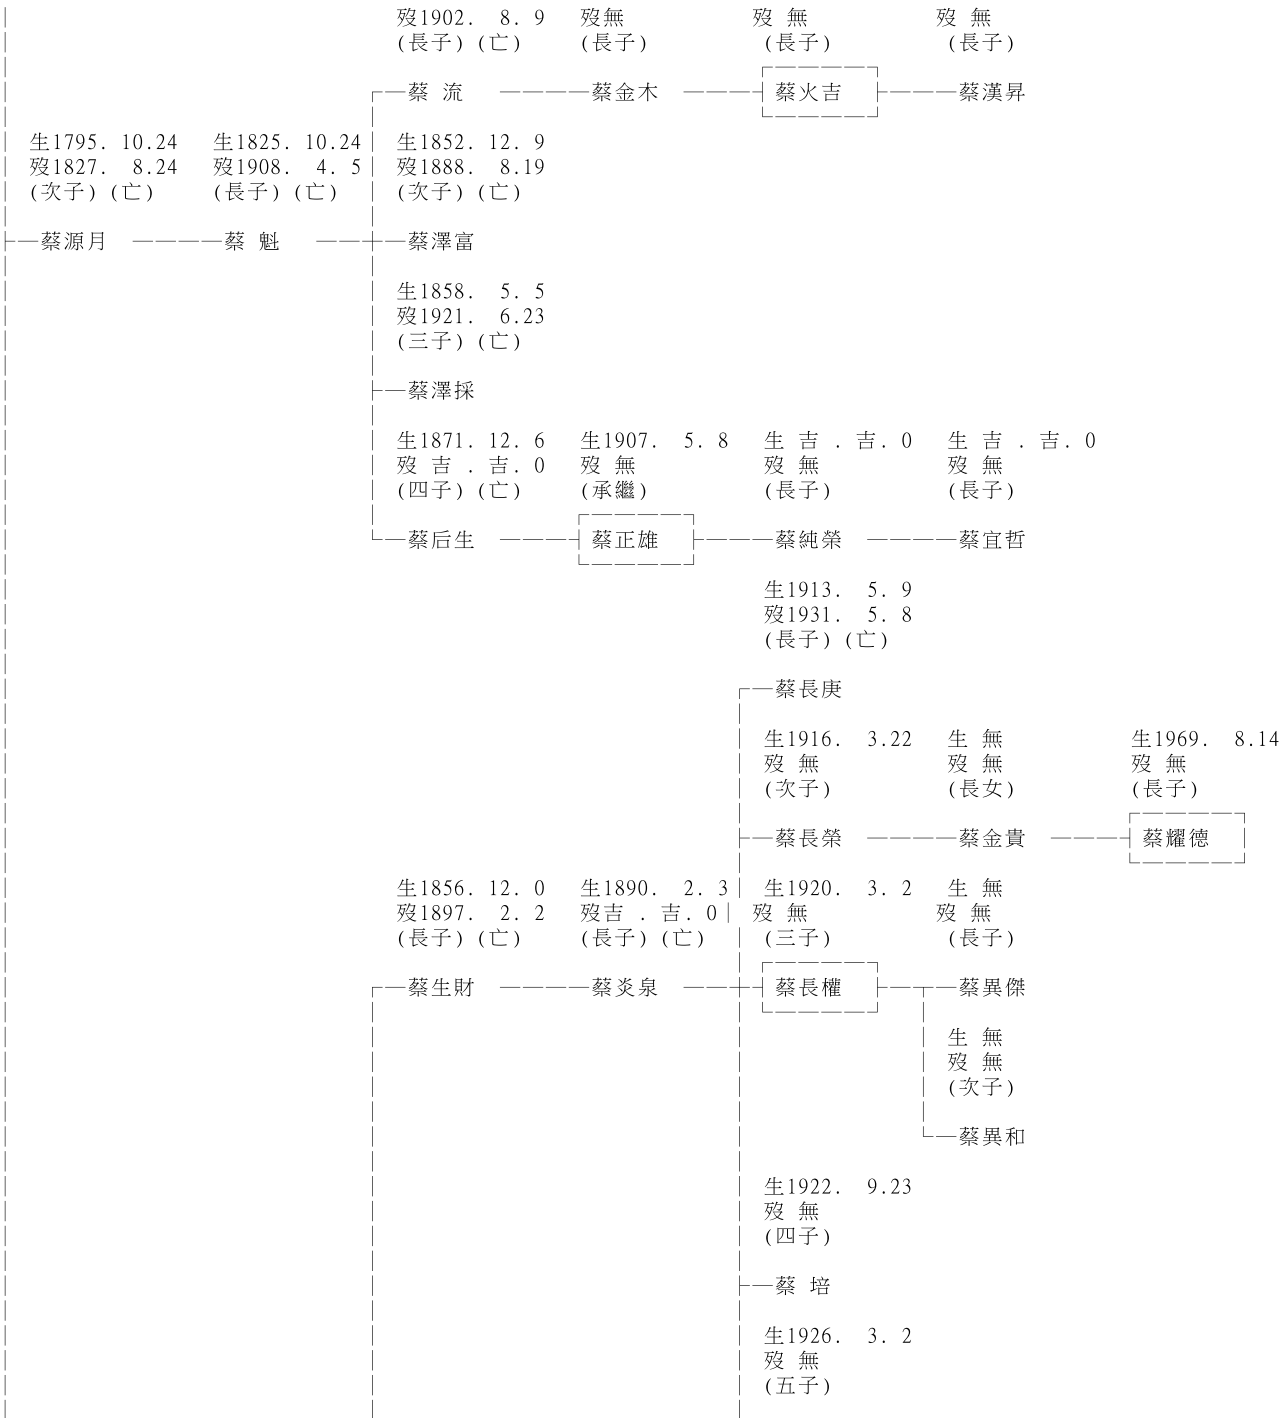 歿1902. 8. 9 歿無 歿 無 歿 無
(長子)(亡) (長子) (長子) (長子)
蔡 流 蔡金木 蔡火吉 蔡漢昇
生1795. 10.24 生1825. 10.24 生1852. 12. 9
歿1827. 8.24 歿1908. 4. 5 歿1888. 8.19
(次子)(亡) (長子)(亡) (次子)(亡)
蔡源月 蔡 魁 蔡澤富
生1858. 5. 5
歿1921. 6.23
(三子)(亡)
蔡澤採
生1871. 12. 6 生1907. 5. 8 生 吉 . 吉. 0 生 吉 . 吉. 0
歿 吉 . 吉. 0 歿 無 歿 無 歿 無
(四子)(亡) (承繼) (長子) (長子)
蔡后生 蔡正雄 蔡純榮 蔡宜哲
生1913. 5. 9
歿1931. 5. 8
(長子)(亡)
蔡長庚
生1916. 3.22 生 無 生1969. 8.14
歿 無 歿 無 歿 無
(次子) (長女) (長子)
蔡長榮 蔡金貴 蔡耀德
生1856. 12. 0 生1890. 2. 3 生1920. 3. 2 生 無
歿1897. 2. 2 歿吉 . 吉. 0 歿 無 歿 無
(長子)(亡) (長子)(亡) (三子) (長子)
蔡生財 蔡炎泉 蔡長權 蔡異傑
生 無
歿 無
(次子)
蔡異和
生1922. 9.23
歿 無
(四子)
蔡 培
生1926. 3. 2
歿 無
(五子)